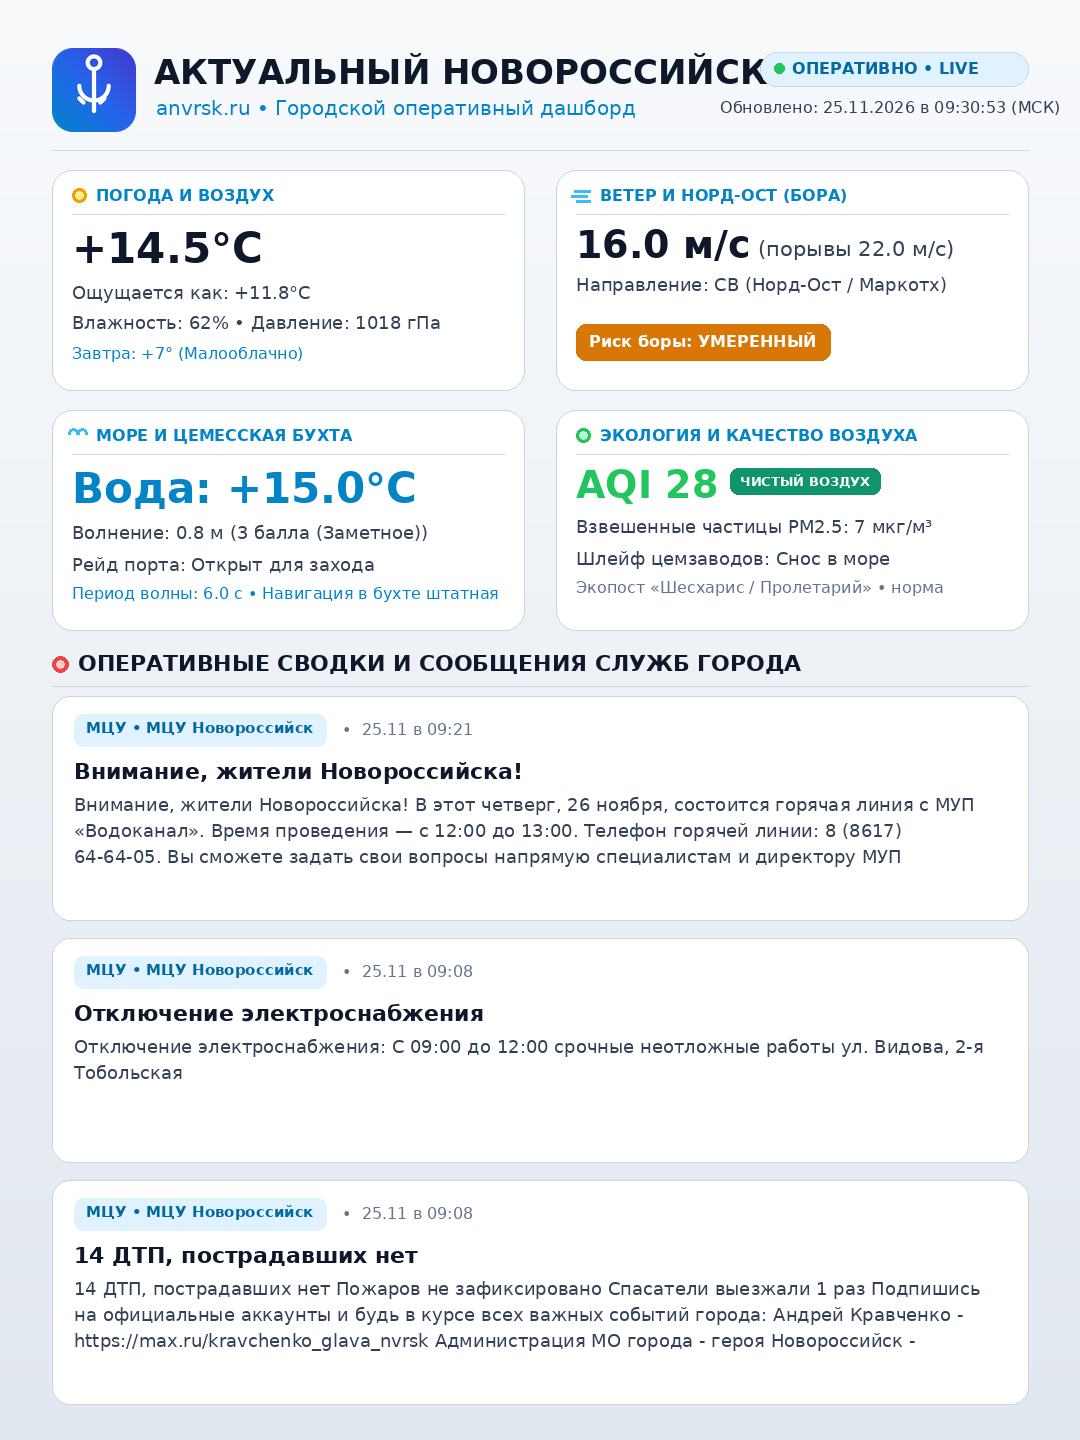 АКТУАЛЬНЫЙ НОВОРОССИЙСК
ОПЕРАТИВНО • LIVE
anvrsk.ru • Городской оперативный дашборд
Обновлено: 25.11.2026 в 09:30:53 (МСК)
ПОГОДА И ВОЗДУХ
+14.5°C
Ощущается как: +11.8°C
Влажность: 62% • Давление: 1018 гПа
Завтра: +7° (Малооблачно)
ВЕТЕР И НОРД-ОСТ (БОРА)
16.0 м/с (порывы 22.0 м/с)
Направление: СВ (Норд-Ост / Маркотх)
Риск боры: УМЕРЕННЫЙ
МОРЕ И ЦЕМЕССКАЯ БУХТА
Вода: +15.0°C
Волнение: 0.8 м (3 балла (Заметное))
Рейд порта: Открыт для захода
Период волны: 6.0 с • Навигация в бухте штатная
ЭКОЛОГИЯ И КАЧЕСТВО ВОЗДУХА
AQI 28 ЧИСТЫЙ ВОЗДУХ
Взвешенные частицы PM2.5: 7 мкг/м³
Шлейф цемзаводов: Снос в море
Экопост «Шесхарис / Пролетарий» • норма
ОПЕРАТИВНЫЕ СВОДКИ И СООБЩЕНИЯ СЛУЖБ ГОРОДА
МЦУ • МЦУ Новороссийск • 25.11 в 09:21
Внимание, жители Новороссийска!
Внимание, жители Новороссийска! В этот четверг, 26 ноября, состоится горячая линия с МУП
«Водоканал». Время проведения — с 12:00 до 13:00. Телефон горячей линии: 8 (8617)
64-64-05. Вы сможете задать свои вопросы напрямую специалистам и директору МУП
МЦУ • МЦУ Новороссийск • 25.11 в 09:08
Отключение электроснабжения
Отключение электроснабжения: С 09:00 до 12:00 срочные неотложные работы ул. Видова, 2-я
Тобольская
МЦУ • МЦУ Новороссийск • 25.11 в 09:08
14 ДТП, пострадавших нет
14 ДТП, пострадавших нет Пожаров не зафиксировано Спасатели выезжали 1 раз Подпишись
на официальные аккаунты и будь в курсе всех важных событий города: Андрей Кравченко -
https://max.ru/kravchenko_glava_nvrsk Администрация МО города - героя Новороссийск -